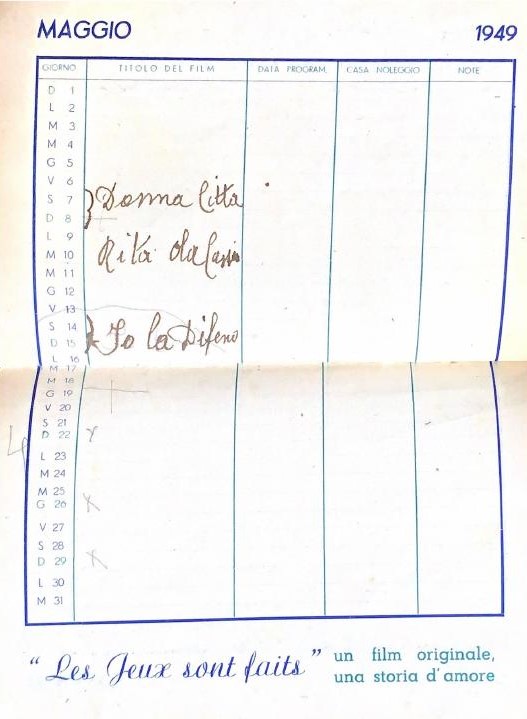 MAGGIO 1949
GIORNO TITOLO DEL FILM DATA PROGRAM. CASA NOLEGGIO NOTE
D 1
L 2
M 3
M 4
G 5
V 6
S 7 Donna Citta
D 8
L 9
M 10 Rita da Cassia
M 11
G 12
V 13
S 14
D 15 Io la Difeno
L 16
M 17
M 18
G 19
V 20
S 21
D 22
L 23
M 24
M 25
G 26
V 27
S 28
D 29
L 30
M 31
“ Les Jeux sont faits ” un film originale,
una storia d'amore